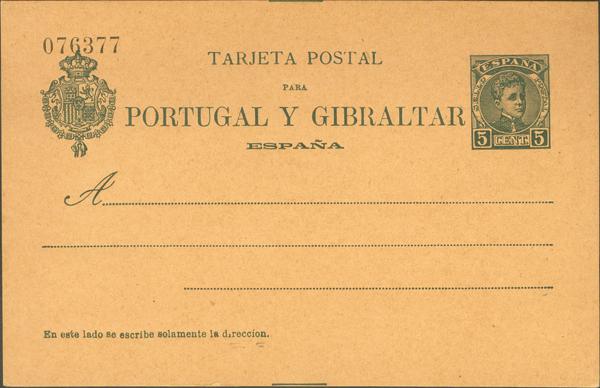 076377
TARJETA POSTAL
PARA
PORTUGAL Y GIBRALTAR
ESPAÑA
ESPAÑA
5 CENT. 5
A
En este lado se escribe solamente la direccion.